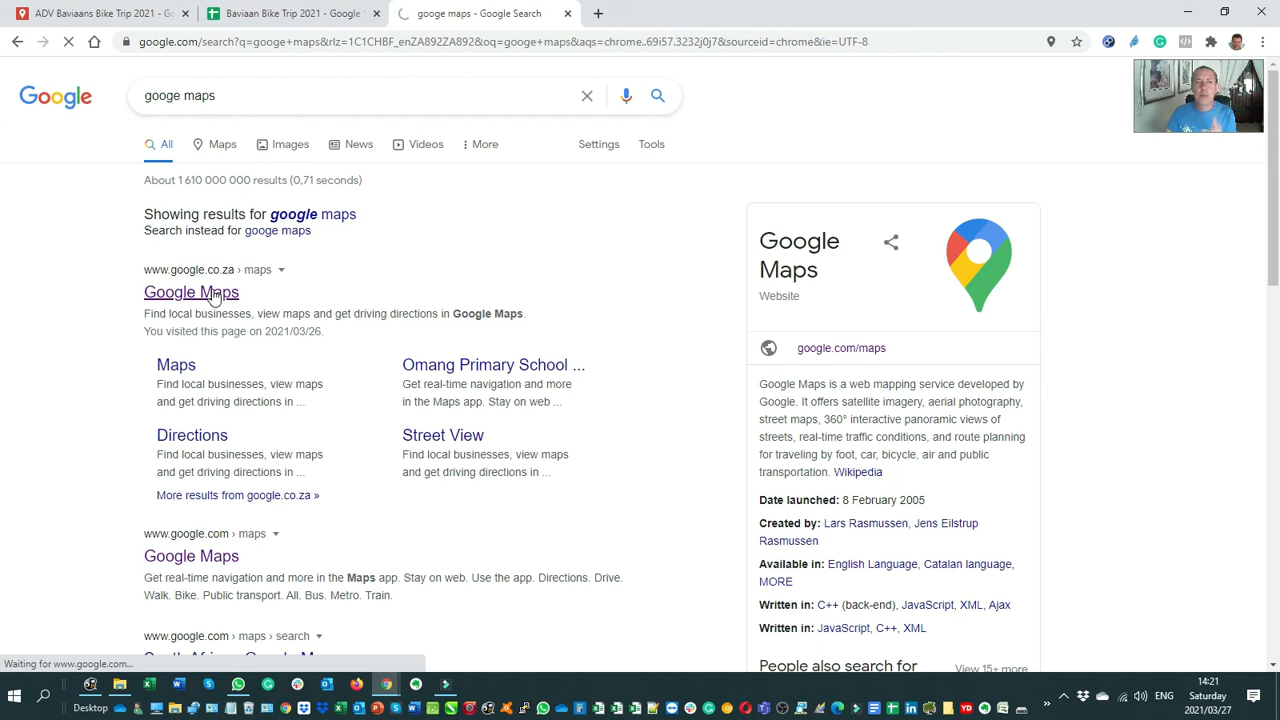 ADV Baviaans Bike Trip 2021 - G
Baviaan Bike Trip 2021 - Google
googe maps - Google Search
google.com/search?q=googe+maps&rlz=1C1CHBF_enZA892ZA892&oq=googe+maps&aqs=chrome..69i57.3232j0j7&sourceid=chrome&ie=UTF-8
Google
googe maps
All
Maps
Images
News
Videos
More
Settings
Tools
About 1 610 000 000 results (0,71 seconds)
Showing results for google maps
Search instead for googe maps
www.google.co.za › maps
Google Maps
Find local businesses, view maps and get driving directions in Google Maps.
You visited this page on 2021/03/26.
Maps
Find local businesses, view maps
and get driving directions in ...
Omang Primary School ...
Get real-time navigation and more
in the Maps app. Stay on web ...
Directions
Find local businesses, view maps
and get driving directions in ...
Street View
Find local businesses, view maps
and get driving directions in ...
More results from google.co.za »
www.google.com › maps
Google Maps
Get real-time navigation and more in the Maps app. Stay on web. Use the app. Directions. Drive.
Walk. Bike. Public transport. All. Bus. Metro. Train.
www.google.com › maps › search
Google
Maps
Website
google.com/maps
Google Maps is a web mapping service developed by
Google. It offers satellite imagery, aerial photography,
street maps, 360° interactive panoramic views of
streets, real-time traffic conditions, and route planning
for traveling by foot, car, bicycle, air and public
transportation. Wikipedia
Date launched: 8 February 2005
Created by: Lars Rasmussen, Jens Eilstrup
Rasmussen
Available in: English Language, Catalan language,
MORE
Written in: C++ (back-end), JavaScript, XML, Ajax
Written in: JavaScript, C++, XML
People also search for
View 15+ more
Waiting for www.google.com...
Desktop
ENG
14:21
Saturday
2021/03/27